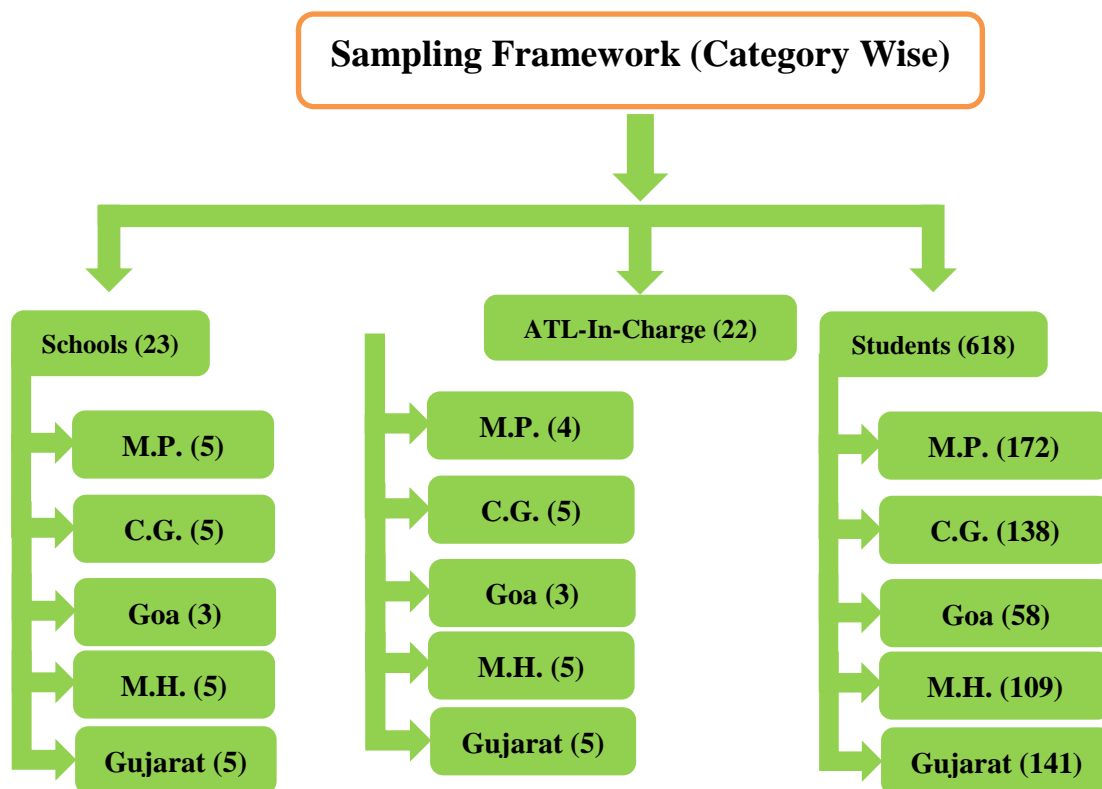 Sampling Framework (Category Wise)
Schools (23)
M.P. (5)
C.G. (5)
Goa (3)
M.H. (5)
Gujarat (5)
ATL-In-Charge (22)
M.P. (4)
C.G. (5)
Goa (3)
M.H. (5)
Gujarat (5)
Students (618)
M.P. (172)
C.G. (138)
Goa (58)
M.H. (109)
Gujarat (141)